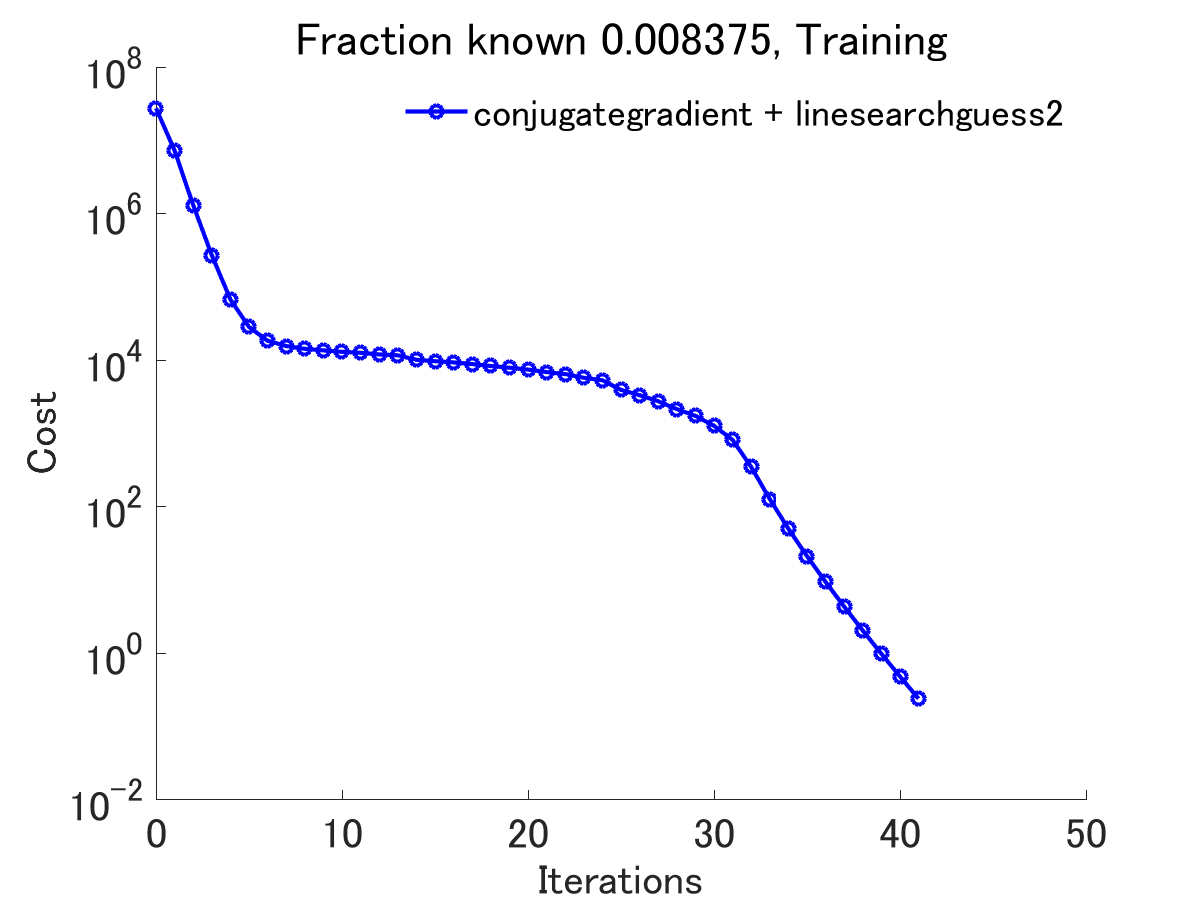 Fraction known 0.008375, Training
conjugategradient + linesearchguess2
10^8
10^6
10^4
10^2
10^0
10^-2
Cost
0 10 20 30 40 50
Iterations